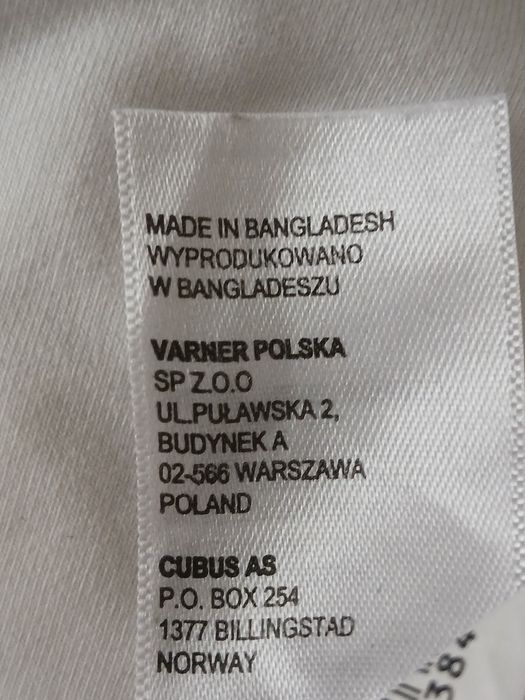 MADE IN BANGLADESH
WYPRODUKOWANO
W BANGLADESZU
VARNER POLSKA
SP Z.O.O
UL.PUŁAWSKA 2,
BUDYNEK A
02-566 WARSZAWA
POLAND
CUBUS AS
P.O. BOX 254
1377 BILLINGSTAD
NORWAY
384